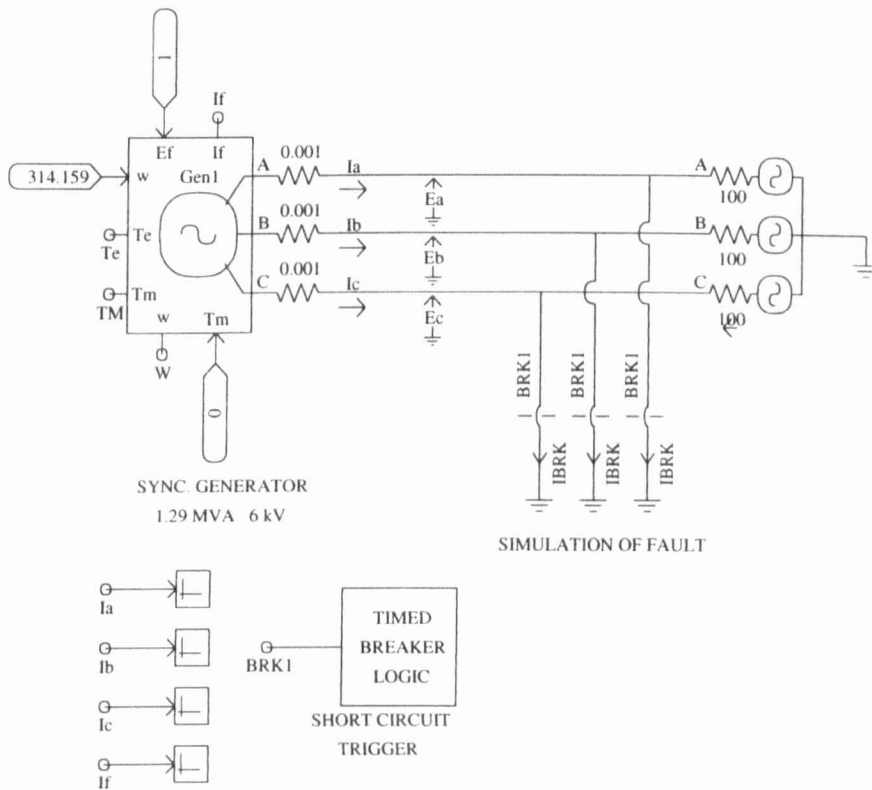 1
If
If
Ef
314.159
w
Gen1
A
0.001
Ia
A
Ea
100
Te
Te
B
0.001
Ib
B
Eb
100
TM
Tm
C
0.001
Ic
C
Ec
100
w
Tm
W
0
BRK1
BRK1
BRK1
IBRK
IBRK
IBRK
SYNC. GENERATOR
1.29 MVA 6 kV
SIMULATION OF FAULT
Ia
Ib
Ic
If
BRK1
TIMED
BREAKER
LOGIC
SHORT CIRCUIT
TRIGGER